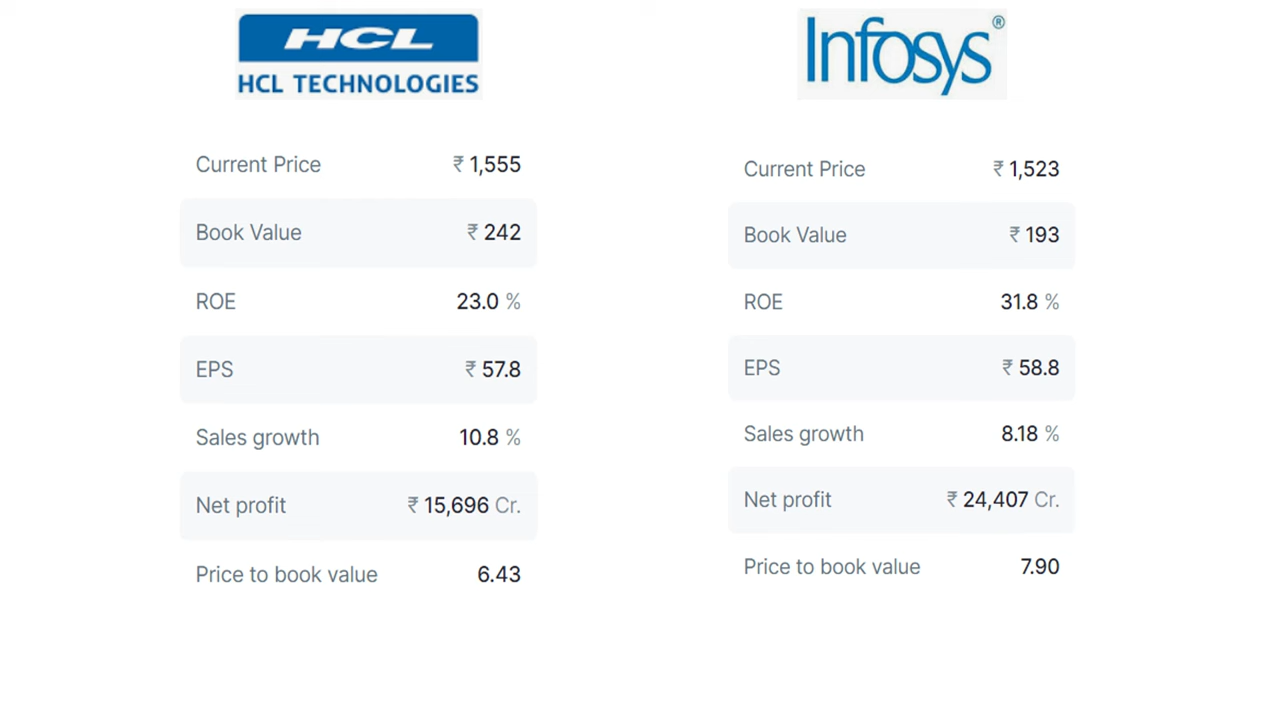 HCL
HCL TECHNOLOGIES
Current Price ₹ 1,555
Book Value ₹ 242
ROE 23.0 %
EPS ₹ 57.8
Sales growth 10.8 %
Net profit ₹ 15,696 Cr.
Price to book value 6.43
Infosys®
Current Price ₹ 1,523
Book Value ₹ 193
ROE 31.8 %
EPS ₹ 58.8
Sales growth 8.18 %
Net profit ₹ 24,407 Cr.
Price to book value 7.90